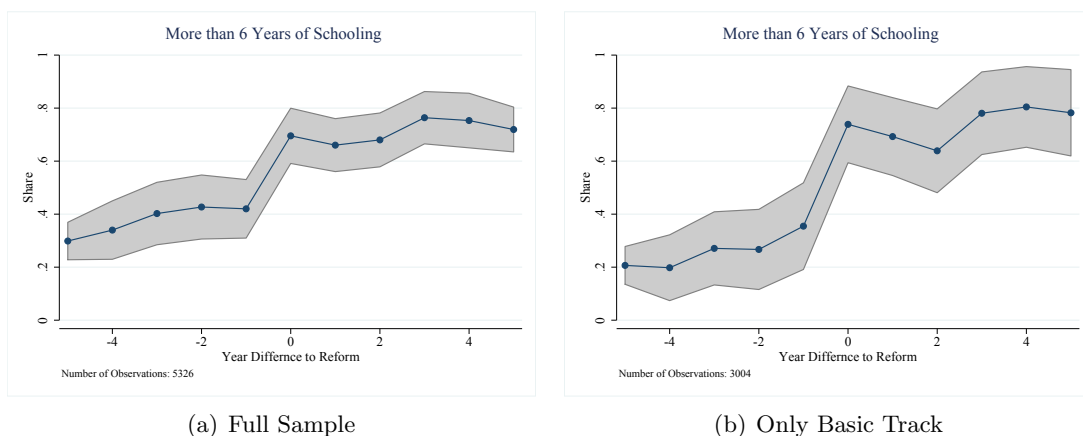 More than 6 Years of Schooling
1
.8
.6
.4
.2
0
Share
-4
-2
0
2
4
Year Differnce to Reform
Number of Observations: 5326
(a) Full Sample
More than 6 Years of Schooling
1
.8
.6
.4
.2
0
Share
-4
-2
0
2
4
Year Differnce to Reform
Number of Observations: 3004
(b) Only Basic Track